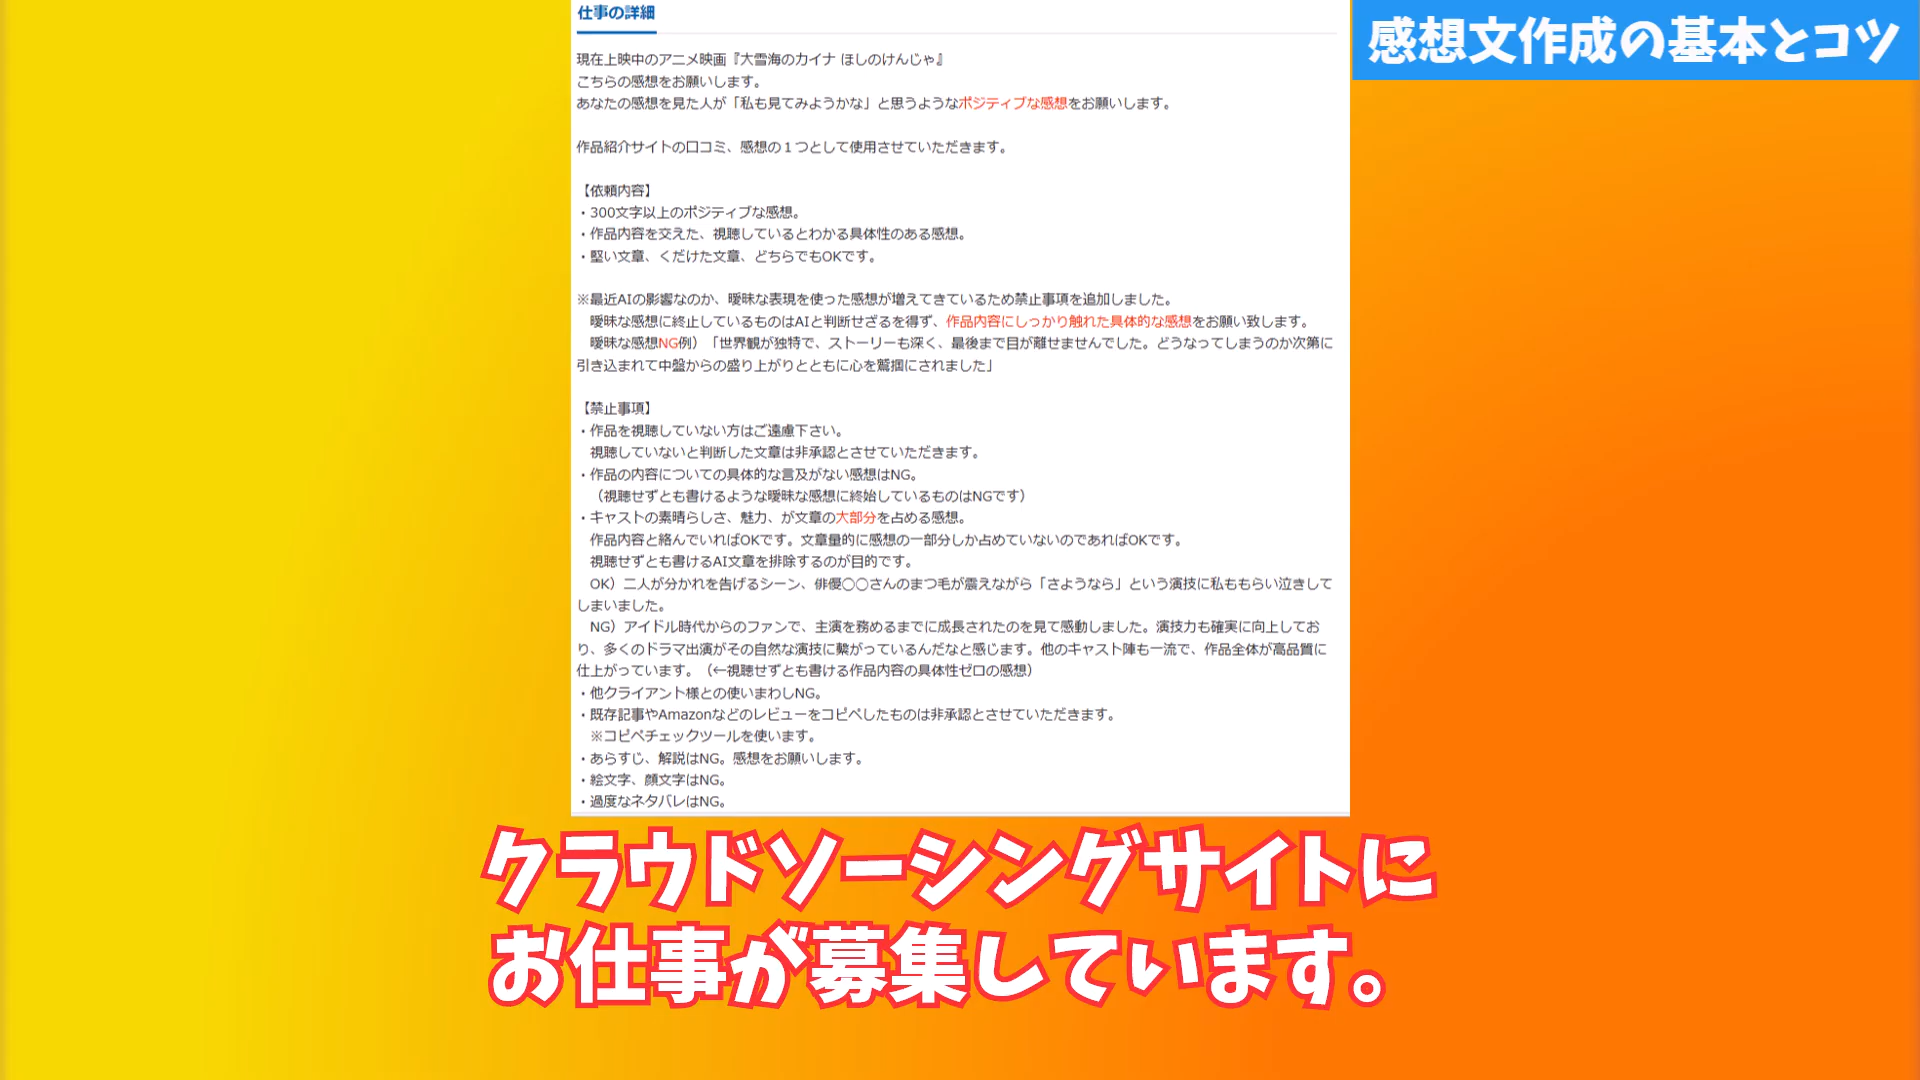 仕事の詳細
感想文作成の基本とコツ
現在上映中のアニメ映画『大雪海のカイナ ほしのけんじゃ』
こちらの感想をお願いします。
あなたの感想を見た人が「私も見てみようかな」と思うようなポジティブな感想をお願いします。
作品紹介サイトの口コミ、感想の１つとして使用させていただきます。
【依頼内容】
・300文字以上のポジティブな感想。
・作品内容を交えた、視聴しているとわかる具体性のある感想。
・堅い文章、くだけた文章、どちらでもOKです。
※最近AIの影響なのか、曖昧な表現を使った感想が増えてきているため禁止事項を追加しました。
曖昧な感想に終止しているものはAIと判断せざるを得ず、作品内容にしっかり触れた具体的な感想をお願い致します。
曖昧な感想NG例）「世界観が独特で、ストーリーも深く、最後まで目が離せませんでした。どうなってしまうのか次第に
引き込まれて中盤からの盛り上がりとともに心を鷲掴にされました」
【禁止事項】
・作品を視聴していない方はご遠慮下さい。
視聴していないと判断した文章は非承認とさせていただきます。
・作品の内容についての具体的な言及がない感想はNG。
（視聴せずとも書けるような曖昧な感想に終始しているものはNGです）
・キャストの素晴らしさ、魅力、が文章の大部分を占める感想。
作品内容と絡んでいればOKです。文章量的に感想の一部分しか占めていないのであればOKです。
視聴せずとも書けるAI文章を排除するのが目的です。
OK）二人が分かれを告げるシーン、俳優〇〇さんのまつ毛が震えながら「さようなら」という演技に私ももらい泣きして
しまいました。
NG）アイドル時代からのファンで、主演を務めるまでに成長されたのを見て感動しました。演技力も確実に向上してお
り、多くのドラマ出演がその自然な演技に繋がっているんだなと感じます。他のキャスト陣も一流で、作品全体が高品質に
仕上がっています。（←視聴せずとも書ける作品内容の具体性ゼロの感想）
・他クライアント様との使いまわしNG。
・既存記事やAmazonなどのレビューをコピペしたものは非承認とさせていただきます。
※コピペチェックツールを使います。
・あらすじ、解説はNG。感想をお願いします。
・絵文字、顔文字はNG。
・過度なネタバレはNG。
クラウドソーシングサイトに
お仕事が募集しています。